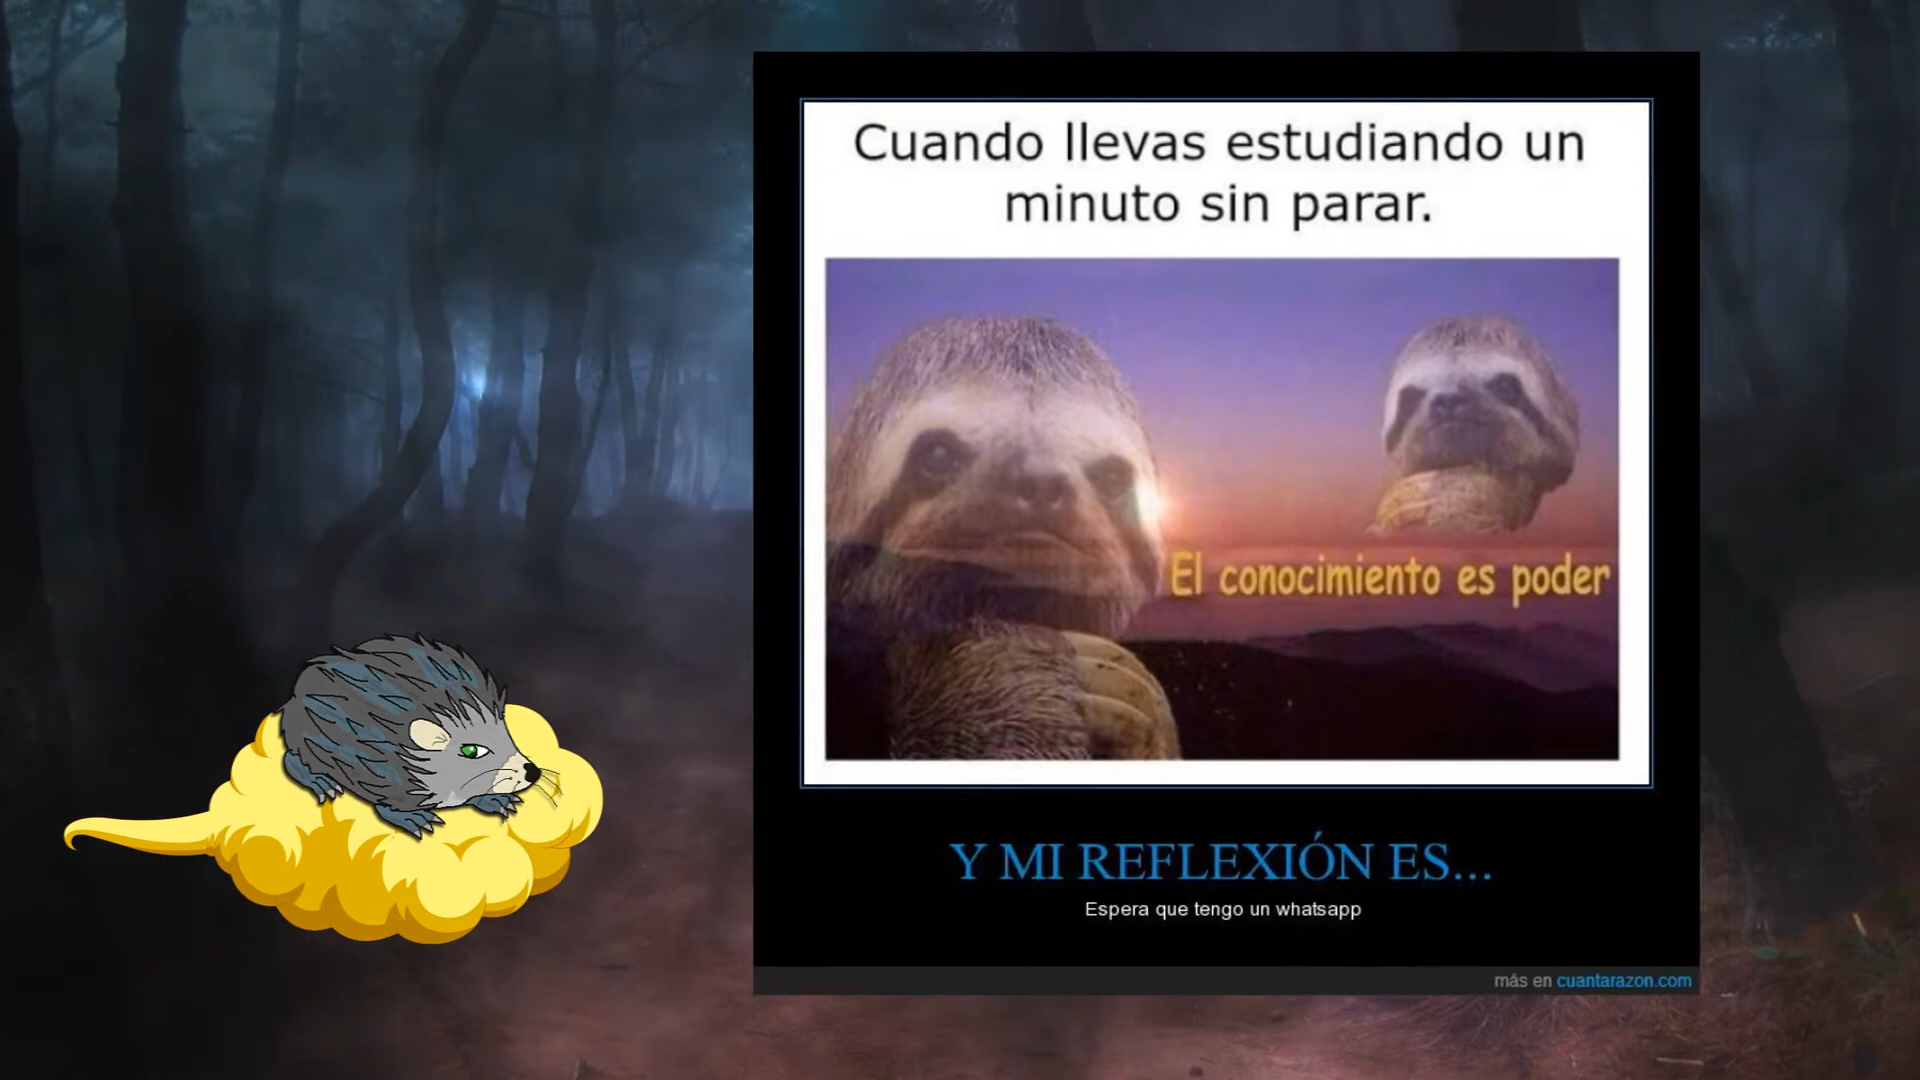 Cuando llevas estudiando un
minuto sin parar.
El conocimiento es poder
Y MI REFLEXIÓN ES...
Espera que tengo un whatsapp
más en cuantarazon.com